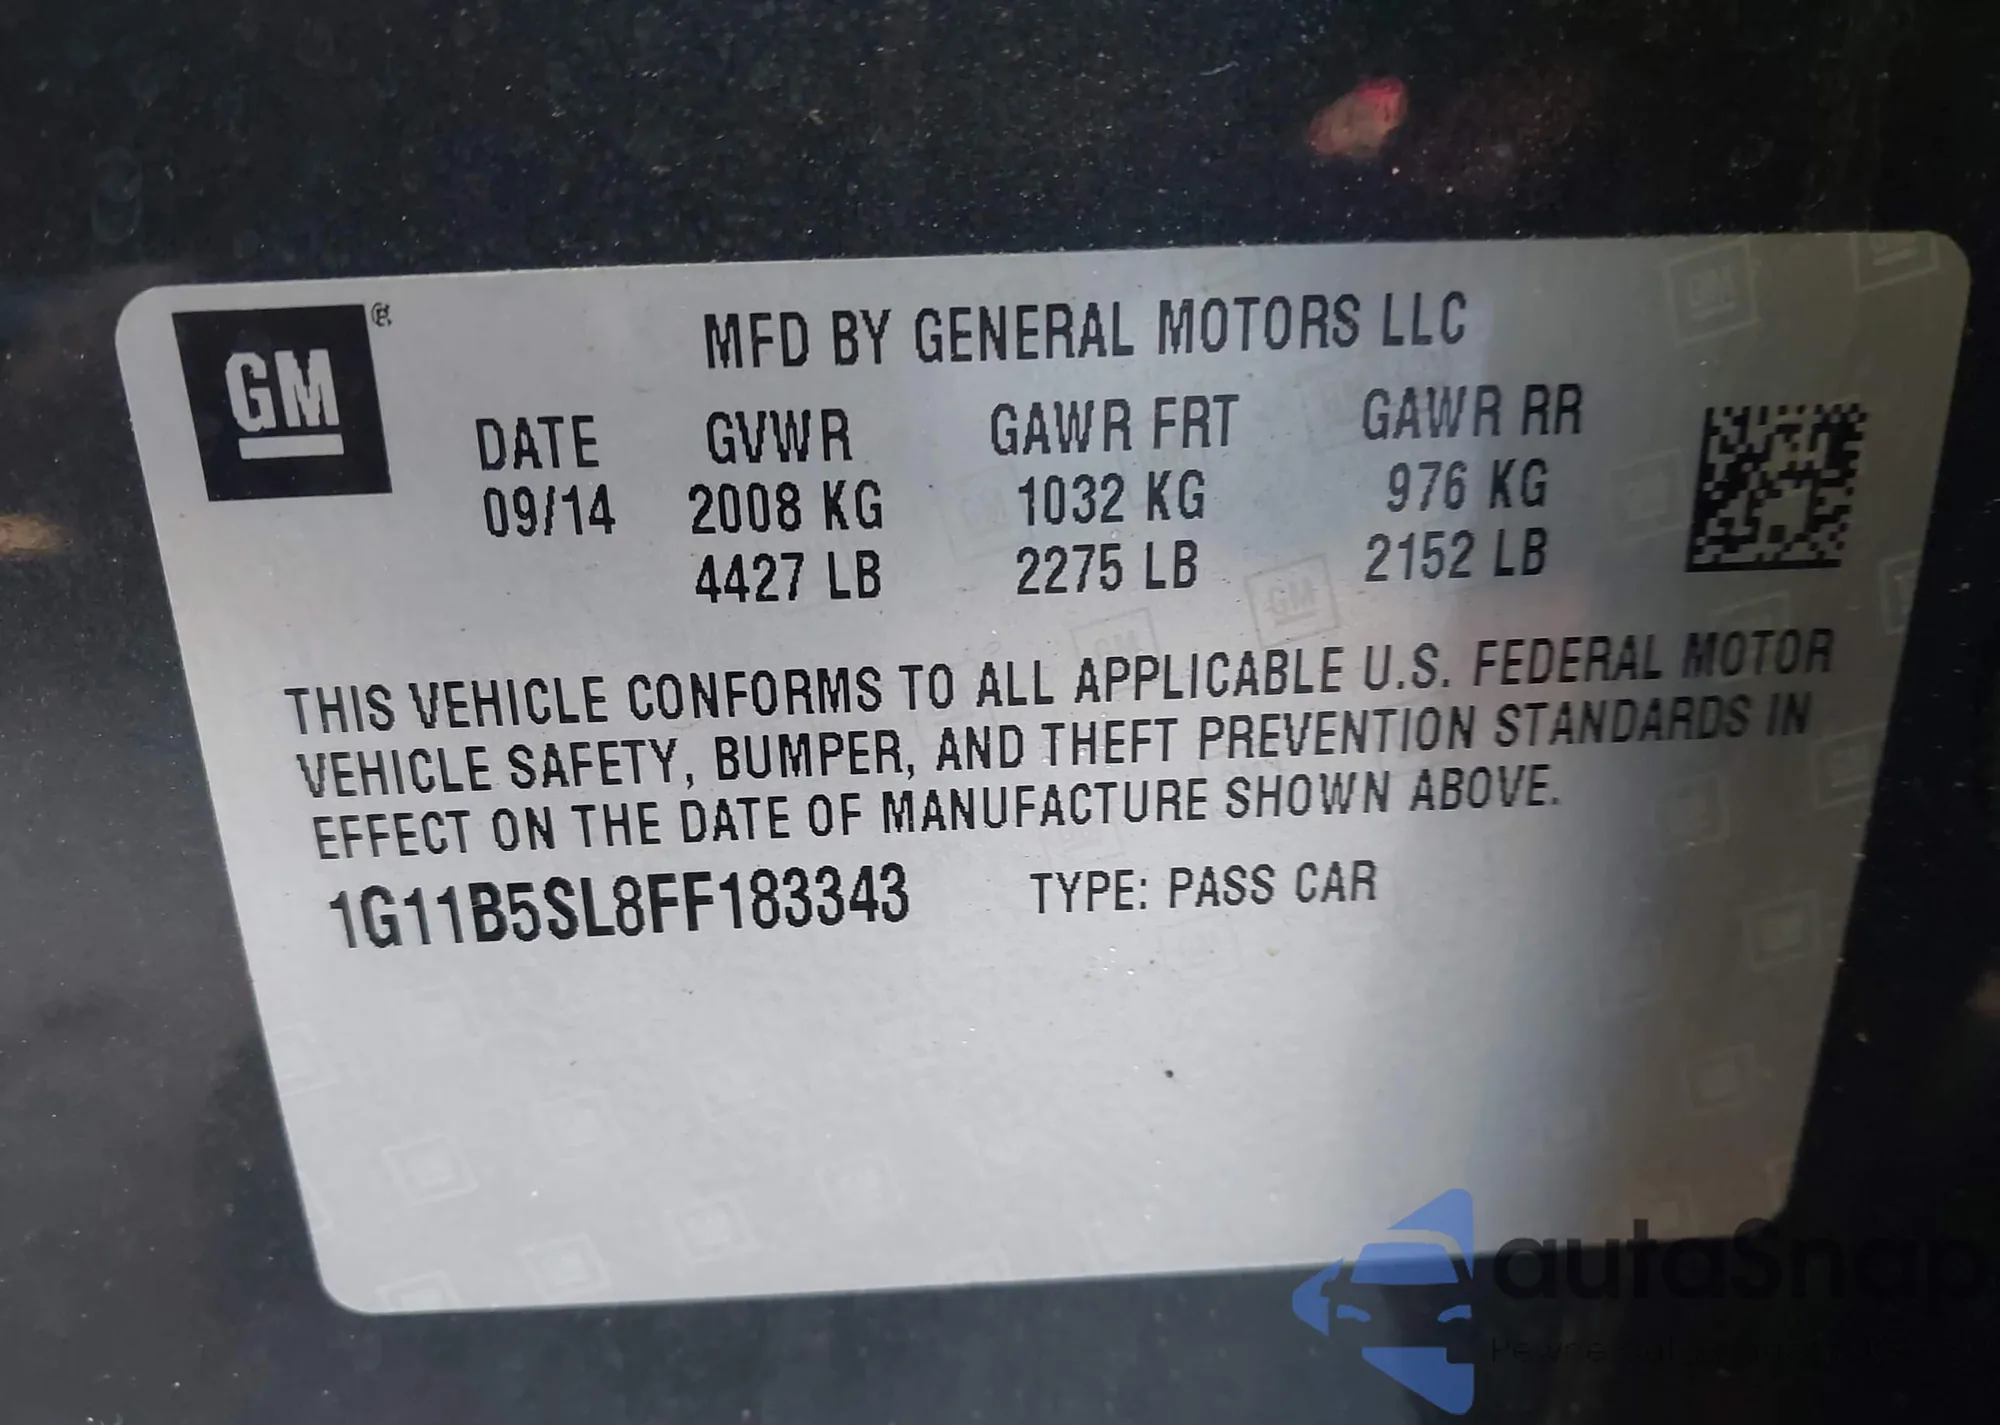 GM ®
MFD BY GENERAL MOTORS LLC
DATE GVWR GAWR FRT GAWR RR
09/14 2008 KG 1032 KG 976 KG
4427 LB 2275 LB 2152 LB
THIS VEHICLE CONFORMS TO ALL APPLICABLE U.S. FEDERAL MOTOR
VEHICLE SAFETY, BUMPER, AND THEFT PREVENTION STANDARDS IN
EFFECT ON THE DATE OF MANUFACTURE SHOWN ABOVE.
1G11B5SL8FF183343 TYPE: PASS CAR
autaSnap